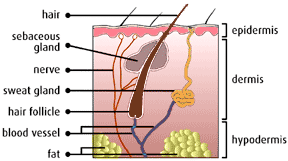 hair
sebaceous
gland
nerve
sweat gland
hair follicle
blood vessel
fat
epidermis
dermis
hypodermis